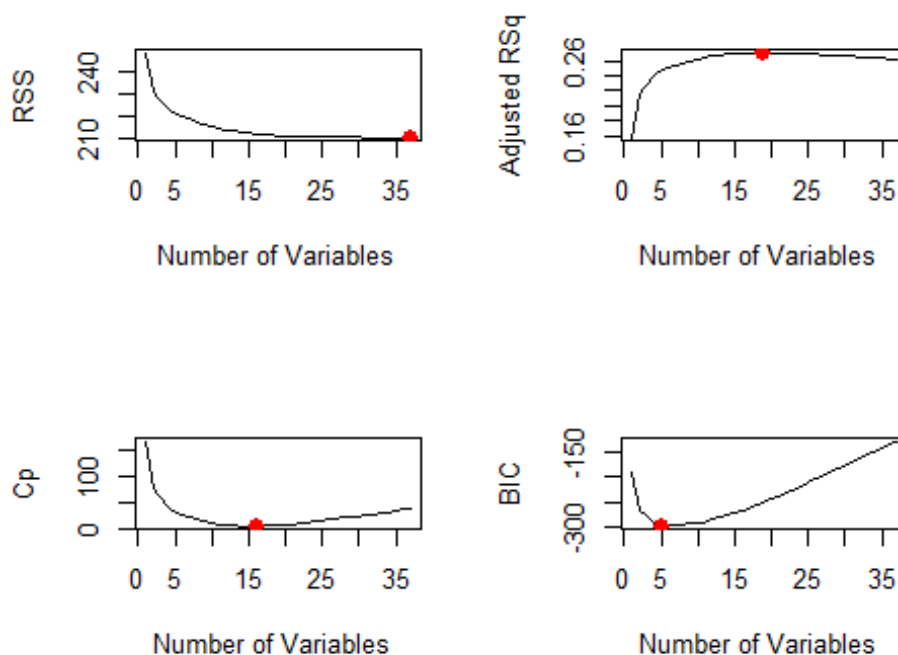 RSS
240
210
0 5 15 25 35
Number of Variables
Adjusted RSq
0.26
0.16
0 5 15 25 35
Number of Variables
Cp
100
0
0 5 15 25 35
Number of Variables
BIC
-150
-300
0 5 15 25 35
Number of Variables